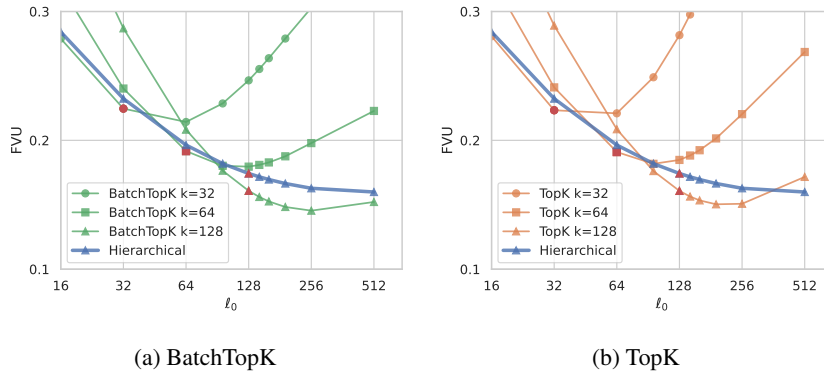 0.3
0.2
0.1
FVU
16 32 64 128 256 512
ℓ0
BatchTopK k=32
BatchTopK k=64
BatchTopK k=128
Hierarchical
(a) BatchTopK
0.3
0.2
0.1
FVU
16 32 64 128 256 512
ℓ0
TopK k=32
TopK k=64
TopK k=128
Hierarchical
(b) TopK